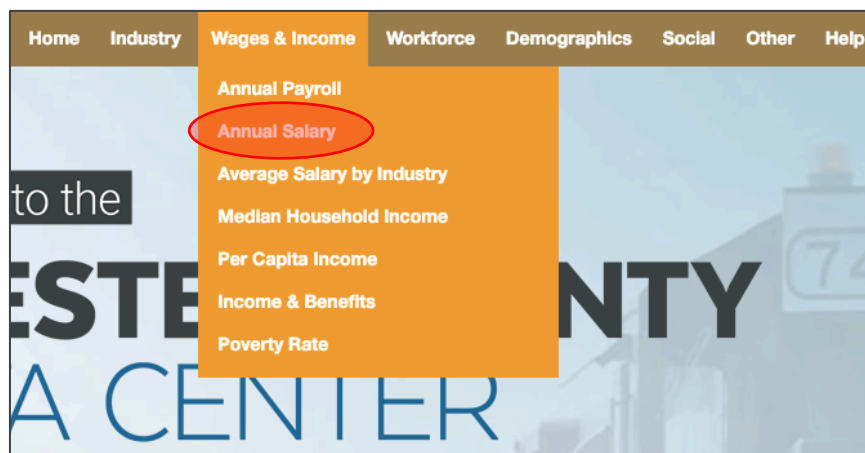 Home Industry Wages & Income Workforce Demographics Social Other Help
Annual Payroll
Annual Salary
Average Salary by Industry
Median Household Income
Per Capita Income
Income & Benefits
Poverty Rate
to the
ESTE NTY
A CENTER
74